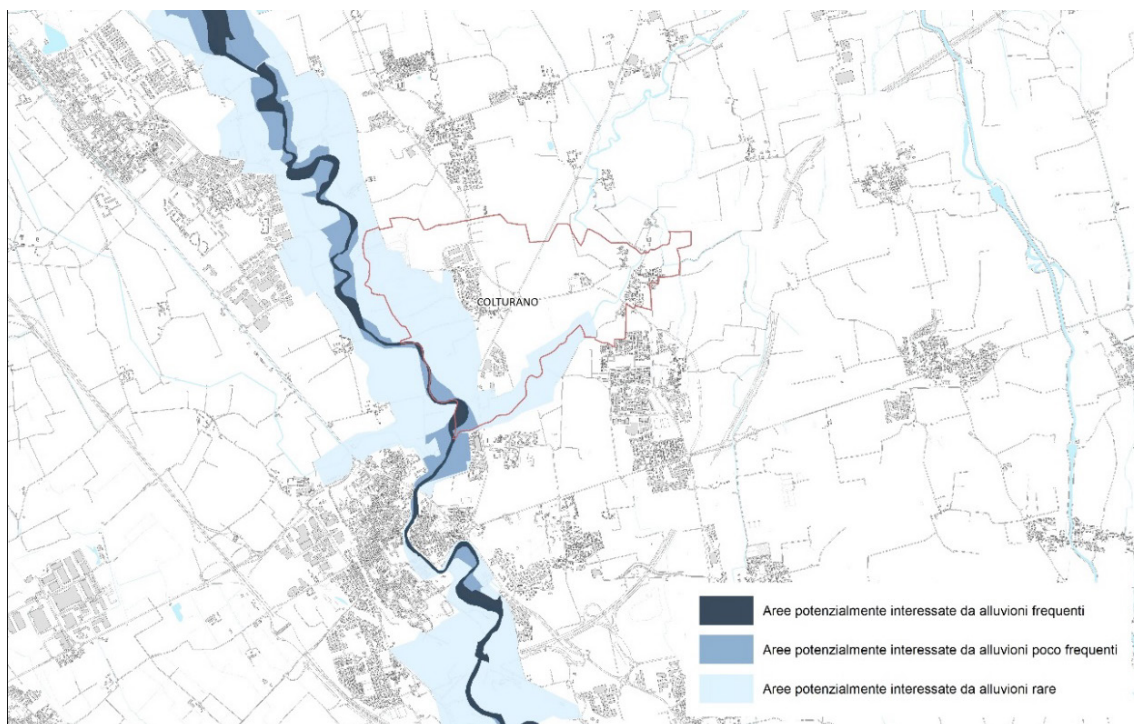 COLTURANO
Aree potenzialmente interessate da alluvioni frequenti
Aree potenzialmente interessate da alluvioni poco frequenti
Aree potenzialmente interessate da alluvioni rare